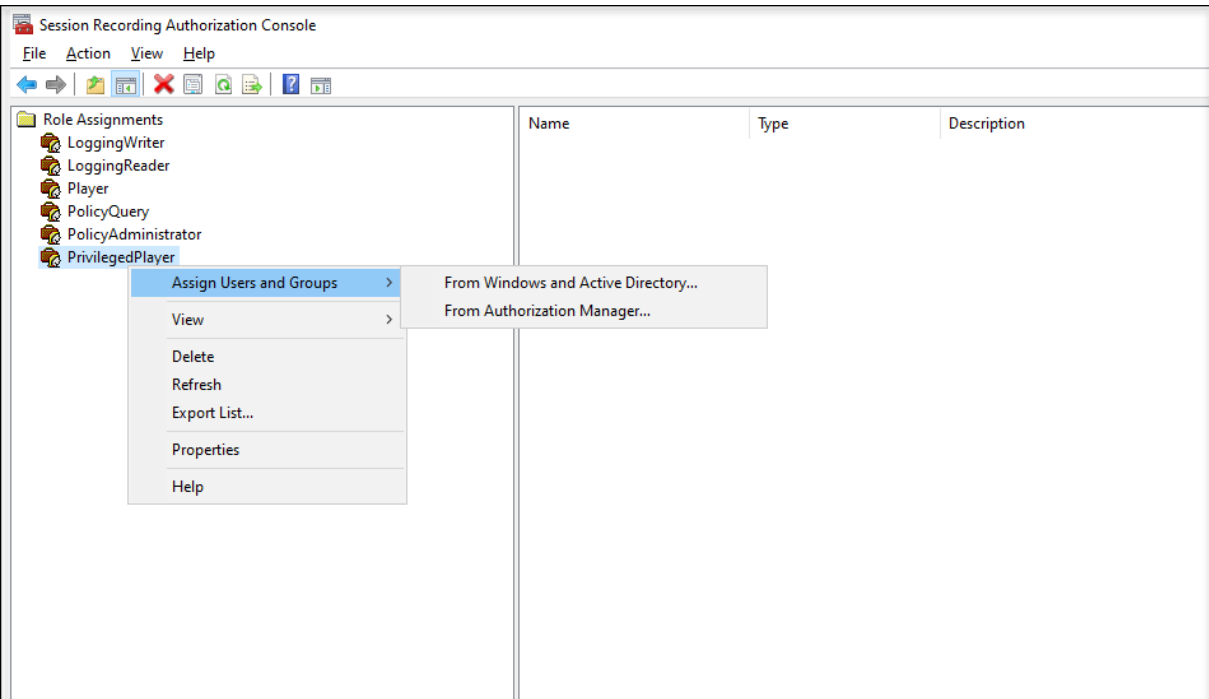 Session Recording Authorization Console
File Action View Help
Role Assignments
LoggingWriter
LoggingReader
Player
PolicyQuery
PolicyAdministrator
PrivilegedPlayer
Name Type Description
Assign Users and Groups
View
Delete
Refresh
Export List...
Properties
Help
From Windows and Active Directory...
From Authorization Manager...